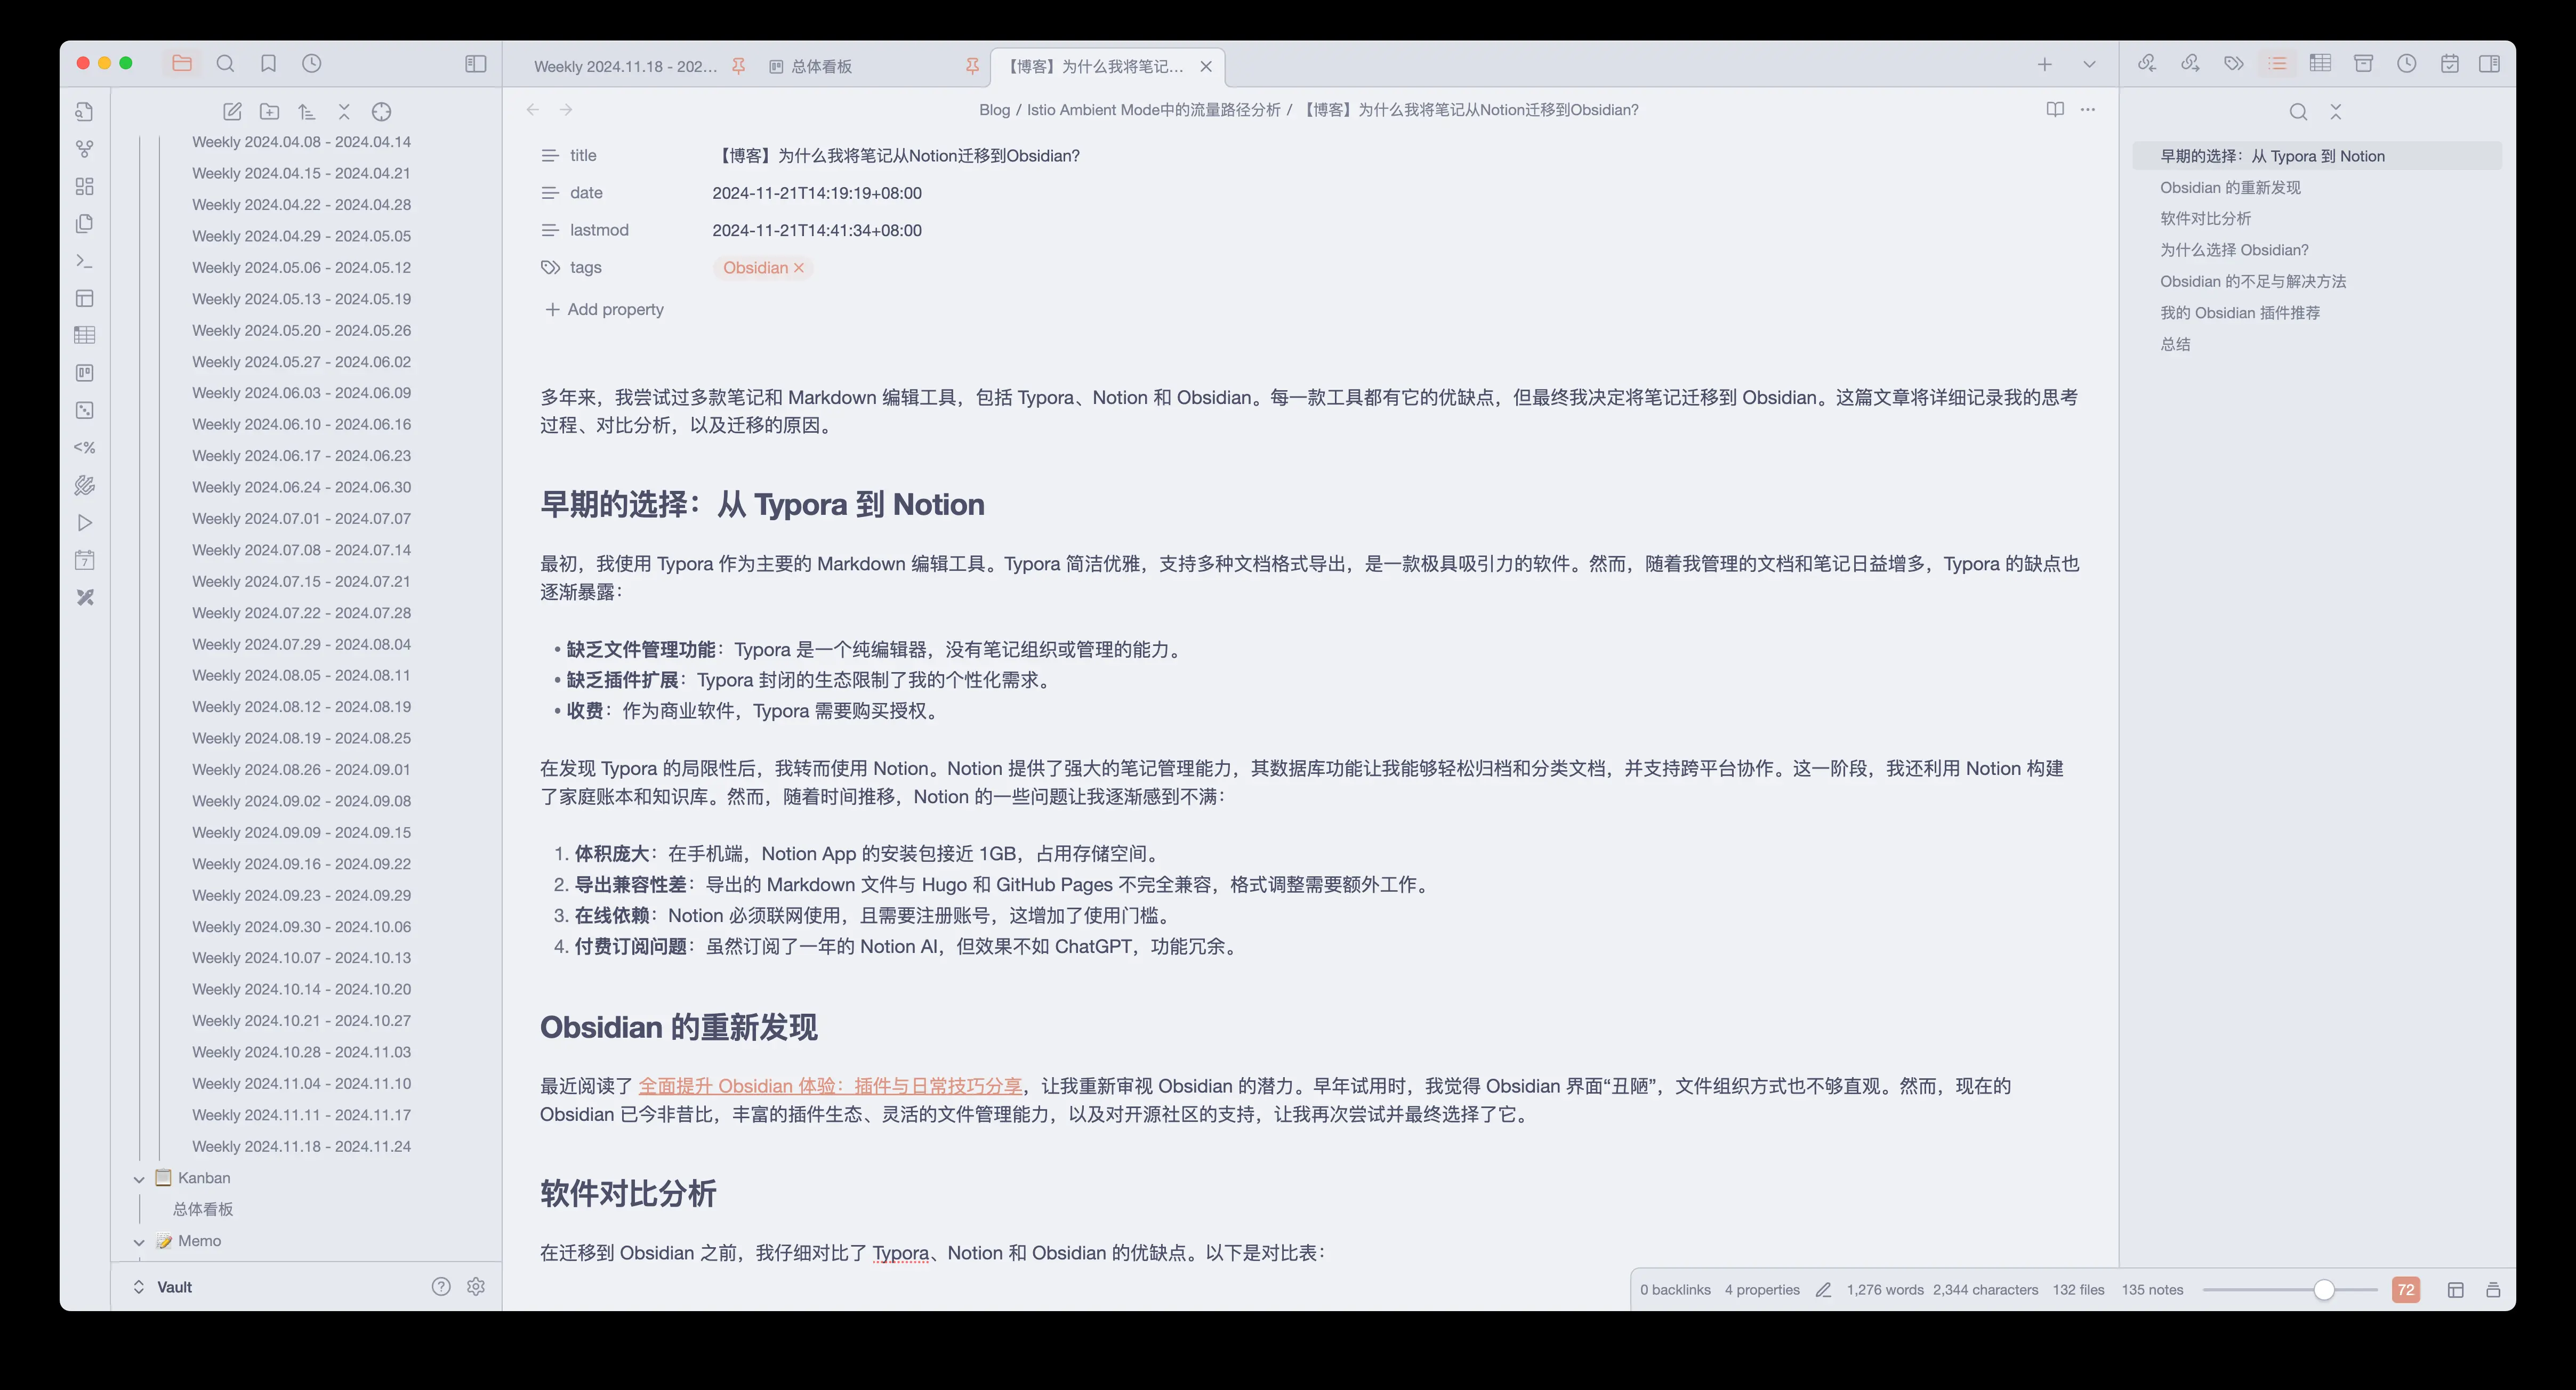 Weekly 2024.11.18 - 202...
总体看板
【博客】为什么我将笔记...
Weekly 2024.04.08 - 2024.04.14
Weekly 2024.04.15 - 2024.04.21
Weekly 2024.04.22 - 2024.04.28
Weekly 2024.04.29 - 2024.05.05
Weekly 2024.05.06 - 2024.05.12
Weekly 2024.05.13 - 2024.05.19
Weekly 2024.05.20 - 2024.05.26
Weekly 2024.05.27 - 2024.06.02
Weekly 2024.06.03 - 2024.06.09
Weekly 2024.06.10 - 2024.06.16
Weekly 2024.06.17 - 2024.06.23
Weekly 2024.06.24 - 2024.06.30
Weekly 2024.07.01 - 2024.07.07
Weekly 2024.07.08 - 2024.07.14
Weekly 2024.07.15 - 2024.07.21
Weekly 2024.07.22 - 2024.07.28
Weekly 2024.07.29 - 2024.08.04
Weekly 2024.08.05 - 2024.08.11
Weekly 2024.08.12 - 2024.08.19
Weekly 2024.08.19 - 2024.08.25
Weekly 2024.08.26 - 2024.09.01
Weekly 2024.09.02 - 2024.09.08
Weekly 2024.09.09 - 2024.09.15
Weekly 2024.09.16 - 2024.09.22
Weekly 2024.09.23 - 2024.09.29
Weekly 2024.09.30 - 2024.10.06
Weekly 2024.10.07 - 2024.10.13
Weekly 2024.10.14 - 2024.10.20
Weekly 2024.10.21 - 2024.10.27
Weekly 2024.10.28 - 2024.11.03
Weekly 2024.11.04 - 2024.11.10
Weekly 2024.11.11 - 2024.11.17
Weekly 2024.11.18 - 2024.11.24
Kanban
总体看板
Memo
Vault
<%
7
Blog / Istio Ambient Mode中的流量路径分析 / 【博客】为什么我将笔记从Notion迁移到Obsidian?
title 【博客】为什么我将笔记从Notion迁移到Obsidian?
date 2024-11-21T14:19:19+08:00
lastmod 2024-11-21T14:41:34+08:00
tags Obsidian ×
+ Add property
多年来，我尝试过多款笔记和 Markdown 编辑工具，包括 Typora、Notion 和 Obsidian。每一款工具都有它的优缺点，但最终我决定将笔记迁移到 Obsidian。这篇文章将详细记录我的思考
过程、对比分析，以及迁移的原因。
早期的选择：从 Typora 到 Notion
最初，我使用 Typora 作为主要的 Markdown 编辑工具。Typora 简洁优雅，支持多种文档格式导出，是一款极具吸引力的软件。然而，随着我管理的文档和笔记日益增多，Typora 的缺点也
逐渐暴露：
• 缺乏文件管理功能：Typora 是一个纯编辑器，没有笔记组织或管理的能力。
• 缺乏插件扩展：Typora 封闭的生态限制了我的个性化需求。
• 收费：作为商业软件，Typora 需要购买授权。
在发现 Typora 的局限性后，我转而使用 Notion。Notion 提供了强大的笔记管理能力，其数据库功能让我能够轻松归档和分类文档，并支持跨平台协作。这一阶段，我还利用 Notion 构建
了家庭账本和知识库。然而，随着时间推移，Notion 的一些问题让我逐渐感到不满：
1. 体积庞大：在手机端，Notion App 的安装包接近 1GB，占用存储空间。
2. 导出兼容性差：导出的 Markdown 文件与 Hugo 和 GitHub Pages 不完全兼容，格式调整需要额外工作。
3. 在线依赖：Notion 必须联网使用，且需要注册账号，这增加了使用门槛。
4. 付费订阅问题：虽然订阅了一年的 Notion AI，但效果不如 ChatGPT，功能冗余。
Obsidian 的重新发现
最近阅读了 全面提升 Obsidian 体验：插件与日常技巧分享，让我重新审视 Obsidian 的潜力。早年试用时，我觉得 Obsidian 界面“丑陋”，文件组织方式也不够直观。然而，现在的
Obsidian 已今非昔比，丰富的插件生态、灵活的文件管理能力，以及对开源社区的支持，让我再次尝试并最终选择了它。
软件对比分析
在迁移到 Obsidian 之前，我仔细对比了 Typora、Notion 和 Obsidian 的优缺点。以下是对比表：
早期的选择：从 Typora 到 Notion
Obsidian 的重新发现
软件对比分析
为什么选择 Obsidian?
Obsidian 的不足与解决方法
我的 Obsidian 插件推荐
总结
0 backlinks 4 properties 1,276 words 2,344 characters 132 files 135 notes 72